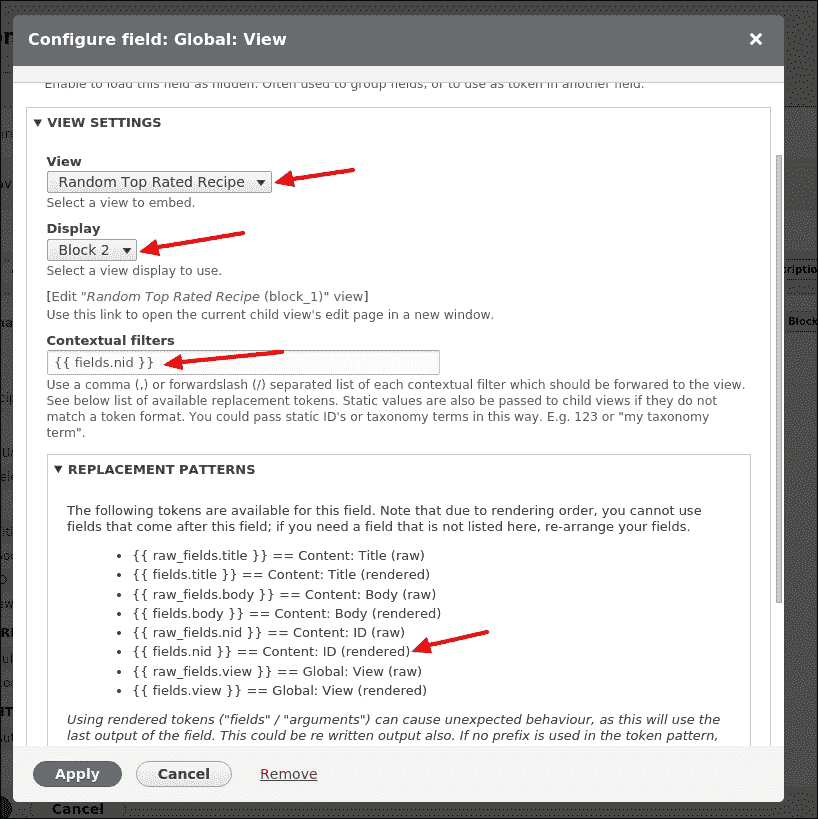 Configure field: Global: View
Enable to load this field as hidden. Often used to group fields, or to use as token in another field.
VIEW SETTINGS
View
Random Top Rated Recipe
Select a view to embed.
Display
Block 2
Select a view display to use.
[Edit "Random Top Rated Recipe (block_1)" view]
Use this link to open the current child view's edit page in a new window.
Contextual filters
{{ fields.nid }}
Use a comma (,) or forwardslash (/) separated list of each contextual filter which should be forwared to the view.
See below list of available replacement tokens. Static values are also be passed to child views if they do not
match a token format. You could pass static ID's or taxonomy terms in this way. E.g. 123 or "my taxonomy
term".
REPLACEMENT PATTERNS
The following tokens are available for this field. Note that due to rendering order, you cannot use
fields that come after this field; if you need a field that is not listed here, re-arrange your fields.
• {{ raw_fields.title }} == Content: Title (raw)
• {{ fields.title }} == Content: Title (rendered)
• {{ raw_fields.body }} == Content: Body (raw)
• {{ fields.body }} == Content: Body (rendered)
• {{ raw_fields.nid }} == Content: ID (raw)
• {{ fields.nid }} == Content: ID (rendered)
• {{ raw_fields.view }} == Global: View (raw)
• {{ fields.view }} == Global: View (rendered)
Using rendered tokens ("fields" / "arguments") can cause unexpected behaviour, as this will use the
last output of the field. This could be re written output also. If no prefix is used in the token pattern,
Apply
Cancel
Remove
Block
Cancel